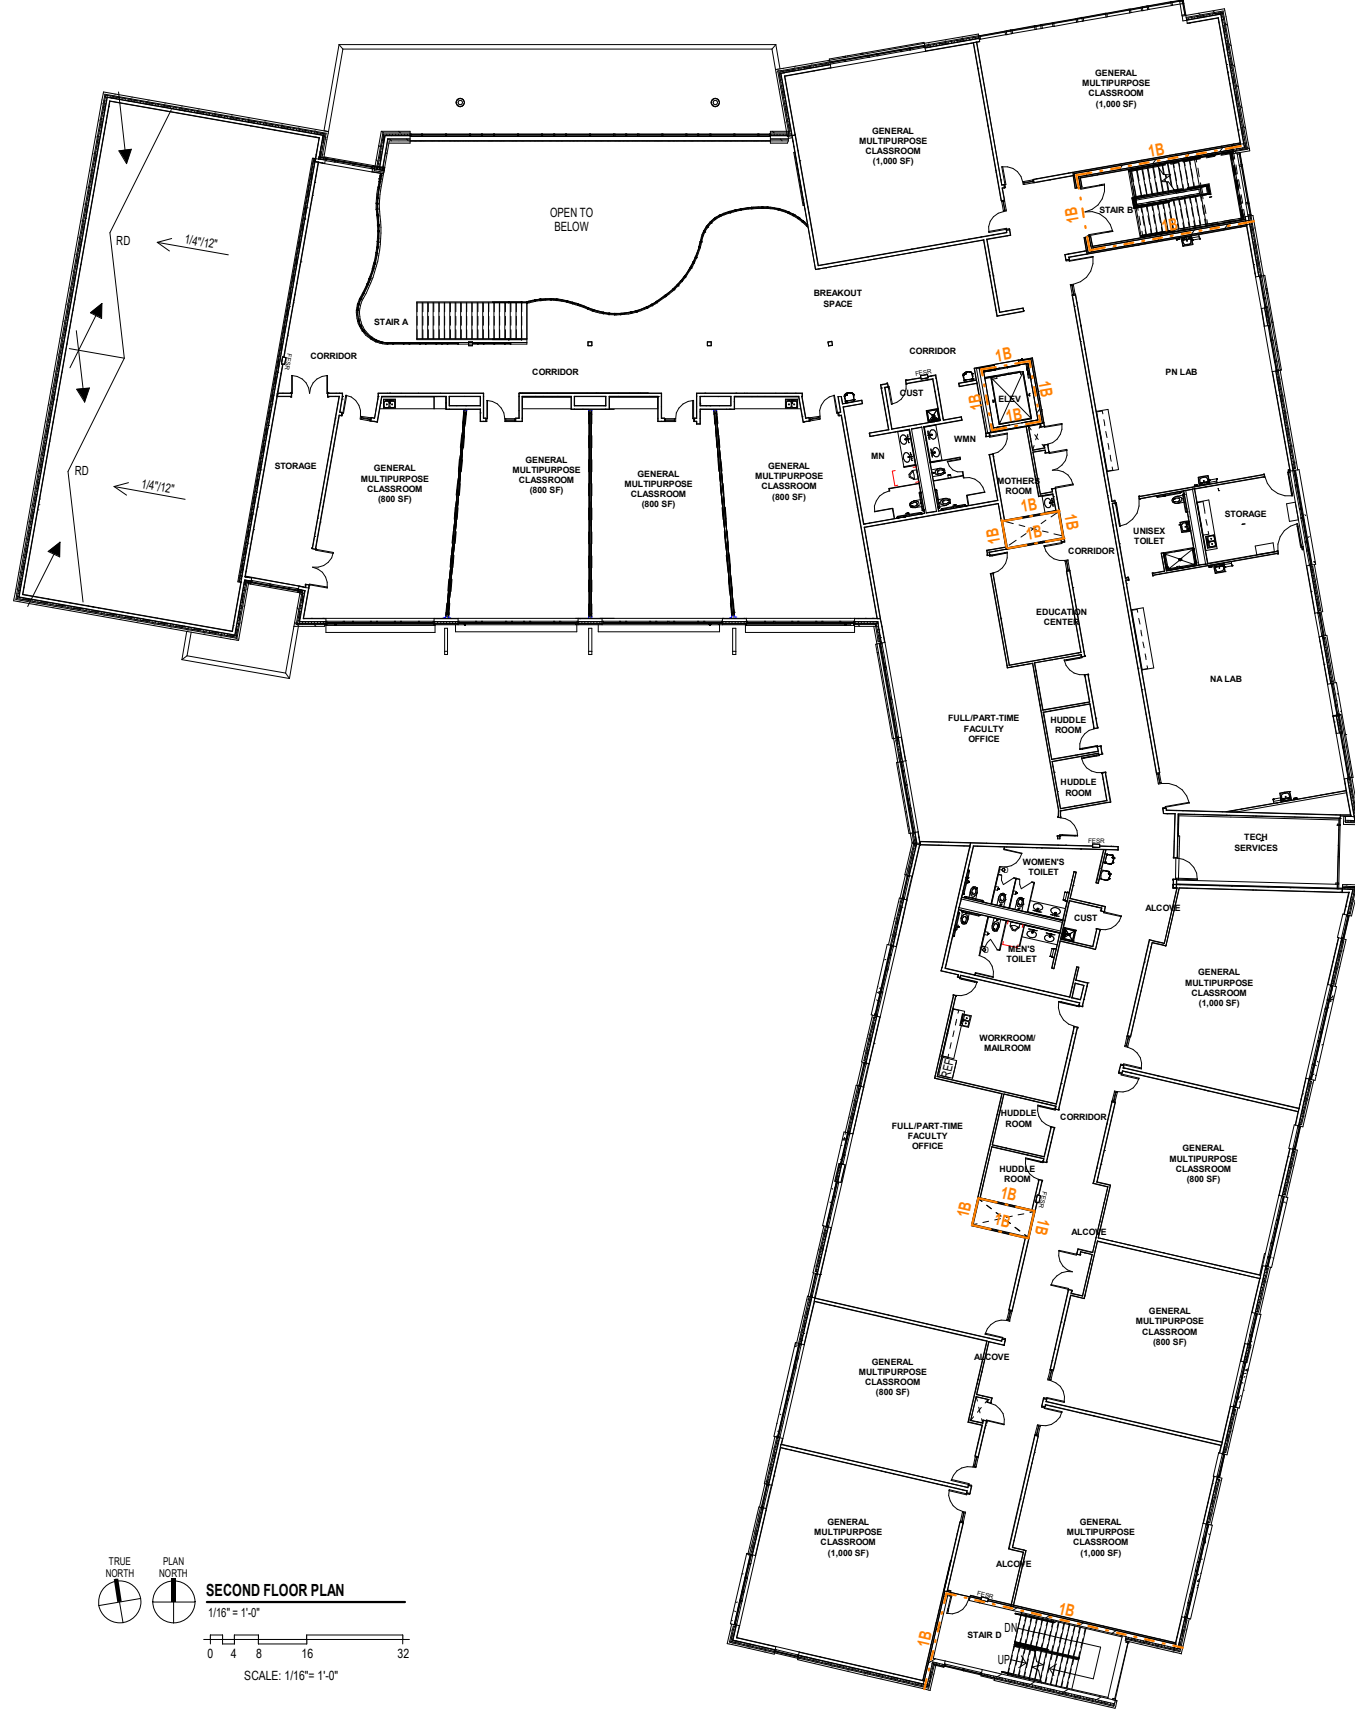 GENERAL
MULTIPURPOSE
CLASSROOM
(1,000 SF)
GENERAL
MULTIPURPOSE
CLASSROOM
(1,000 SF)
1B
1B
STAIR B
1B
OPEN TO
BELOW
RD
1/4"/12"
BREAKOUT
SPACE
STAIR A
CORRIDOR
FESR
CORRIDOR
CORRIDOR
1B
FESR
CUST
1B
ELEV
1B
1B
PN LAB
MN
WMN
X
STORAGE
GENERAL
MULTIPURPOSE
CLASSROOM
(800 SF)
GENERAL
MULTIPURPOSE
CLASSROOM
(800 SF)
GENERAL
MULTIPURPOSE
CLASSROOM
(800 SF)
GENERAL
MULTIPURPOSE
CLASSROOM
(800 SF)
RD
1/4"/12"
MOTHERS
ROOM
1B
1B
1B
1B
CORRIDOR
UNISEX
TOILET
STORAGE
EDUCATION
CENTER
NA LAB
FULL/PART-TIME
FACULTY
OFFICE
HUDDLE
ROOM
HUDDLE
ROOM
FESR
TECH
SERVICES
WOMEN'S
TOILET
CUST
ALCOVE
MEN'S
TOILET
GENERAL
MULTIPURPOSE
CLASSROOM
(1,000 SF)
WORKROOM/
MAILROOM
REF
HUDDLE
ROOM
CORRIDOR
FULL/PART-TIME
FACULTY
OFFICE
GENERAL
MULTIPURPOSE
CLASSROOM
(800 SF)
HUDDLE
ROOM
FESR
1B
1B
1B
1B
ALCOVE
GENERAL
MULTIPURPOSE
CLASSROOM
(800 SF)
ALCOVE
GENERAL
MULTIPURPOSE
CLASSROOM
(800 SF)
X
GENERAL
MULTIPURPOSE
CLASSROOM
(1,000 SF)
GENERAL
MULTIPURPOSE
CLASSROOM
(1,000 SF)
ALCOVE
FESR
1B
1B
STAIR D
DN
UP
TRUE
NORTH
PLAN
NORTH
SECOND FLOOR PLAN
1/16" = 1'-0"
0 4 8 16 32
SCALE: 1/16"= 1'-0"